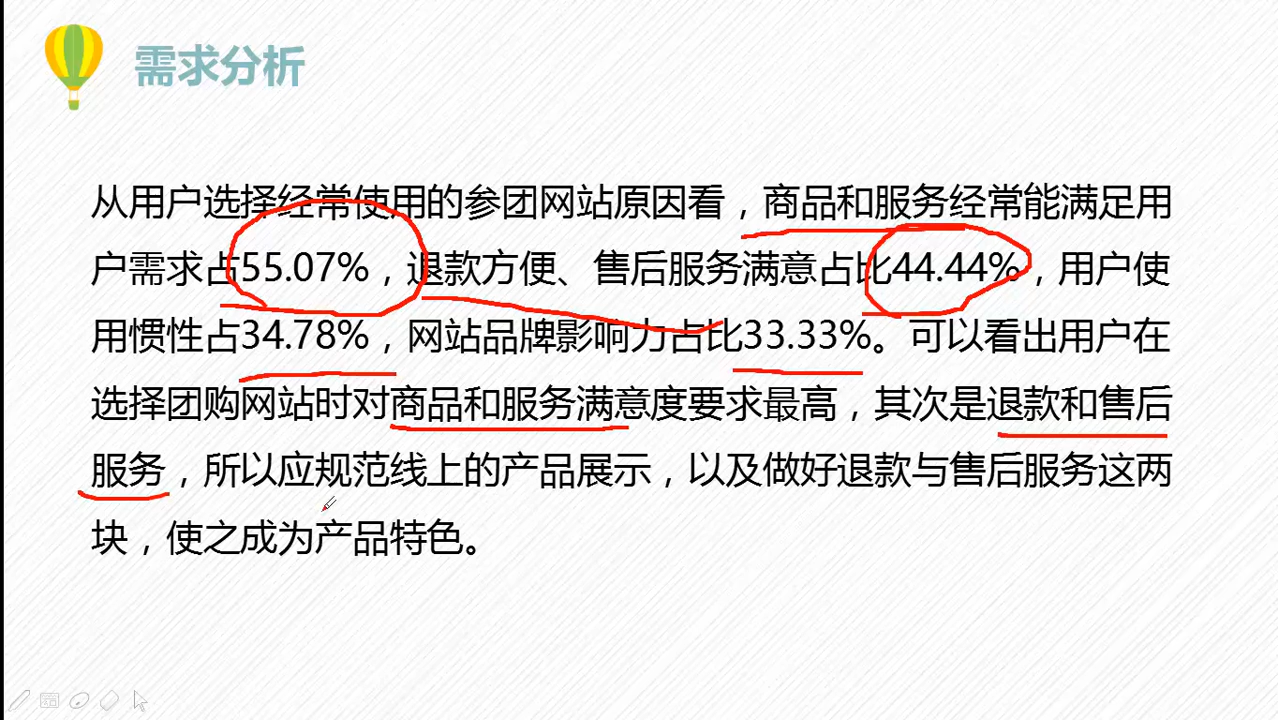 需求分析
从用户选择经常使用的参团网站原因看，商品和服务经常能满足用
户需求占55.07%，退款方便、售后服务满意占比44.44%，用户使
用惯性占34.78%，网站品牌影响力占比33.33%。可以看出用户在
选择团购网站时对商品和服务满意度要求最高，其次是退款和售后
服务，所以应规范线上的产品展示，以及做好退款与售后服务这两
块，使之成为产品特色。